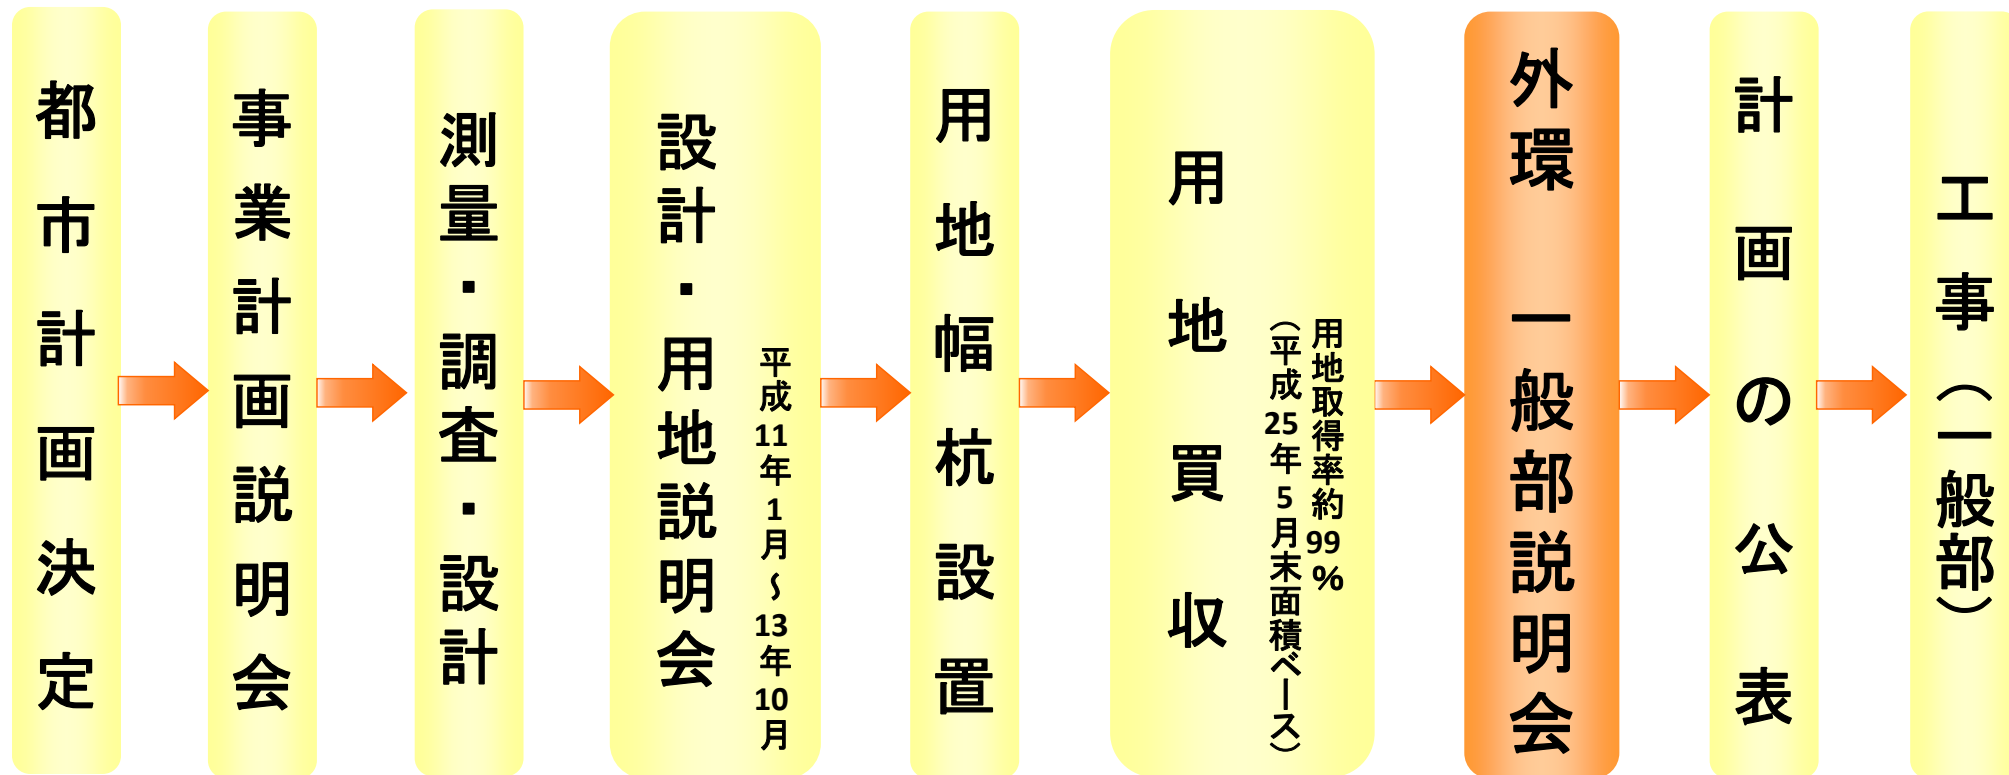 都市計画決定
事業計画説明会
測量・調査・設計
設計・用地説明会
平成11年1月～13年10月
用地幅杭設置
用地買収
用地取得率約99%
（平成25年5月末面積ベース）
外環 一般部説明会
計画の公表
工事（一般部）